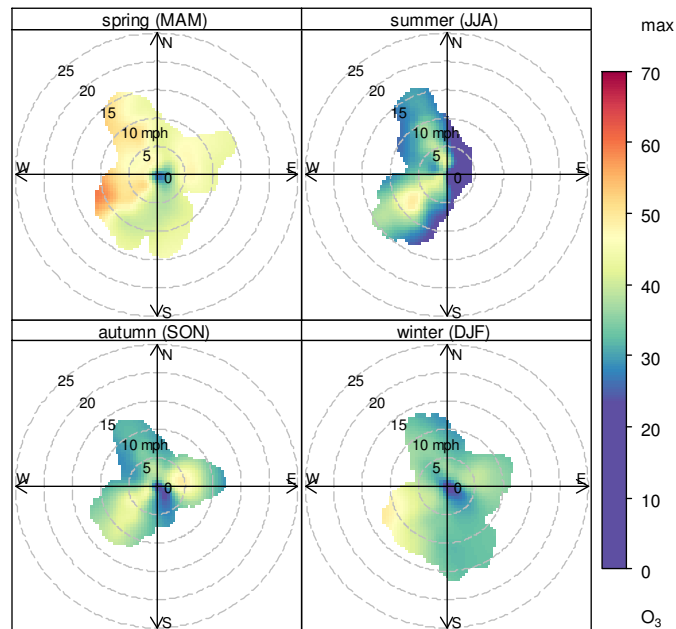 spring (MAM)
N
25
20
15
10 mph
5
0
W
E
S
summer (JJA)
N
25
20
15
10 mph
5
0
W
E
S
autumn (SON)
N
25
20
15
10 mph
5
0
W
E
S
winter (DJF)
N
25
20
15
10 mph
5
0
W
E
S
max
70
60
50
40
30
20
10
0
O₃